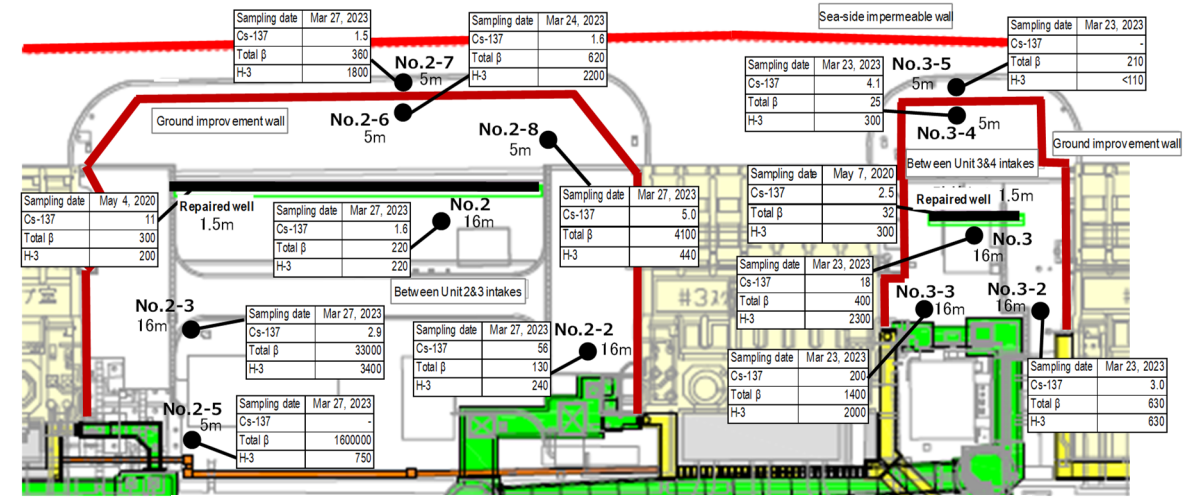 Sea-side impermeable wall
Sampling date Mar 27, 2023
Cs-137 1.5
Total β 360
H-3 1800
No.2-7
5m
Sampling date Mar 24, 2023
Cs-137 1.6
Total β 620
H-3 2200
No.2-6
5m
Ground improvement wall
No.2-8
5m
Sampling date Mar 23, 2023
Cs-137 4.1
Total β 25
H-3 300
No.3-5
5m
Sampling date Mar 23, 2023
Cs-137 -
Total β 210
H-3 <110
No.3-4
5m
Ground improvement wall
Between Unit 3&4 intakes
Sampling date May 4, 2020
Cs-137 11
Total β 300
H-3 200
Repaired well
1.5m
Sampling date Mar 27, 2023
Cs-137 1.6
Total β 220
H-3 220
No.2
16m
Sampling date Mar 27, 2023
Cs-137 5.0
Total β 4100
H-3 440
Sampling date May 7, 2020
Cs-137 2.5
Total β 32
H-3 300
Repaired well
1.5m
No.3
16m
Sampling date Mar 23, 2023
Cs-137 18
Total β 400
H-3 2300
Between Unit 2&3 intakes
No.2-3
16m
Sampling date Mar 27, 2023
Cs-137 2.9
Total β 33000
H-3 3400
Sampling date Mar 27, 2023
Cs-137 56
Total β 130
H-3 240
No.2-2
16m
#3ス
No.3-3
16m
No.3-2
16m
Sampling date Mar 23, 2023
Cs-137 200
Total β 1400
H-3 2000
Sampling date Mar 23, 2023
Cs-137 3.0
Total β 630
H-3 630
No.2-5
5m
Sampling date Mar 27, 2023
Cs-137 -
Total β 1600000
H-3 750